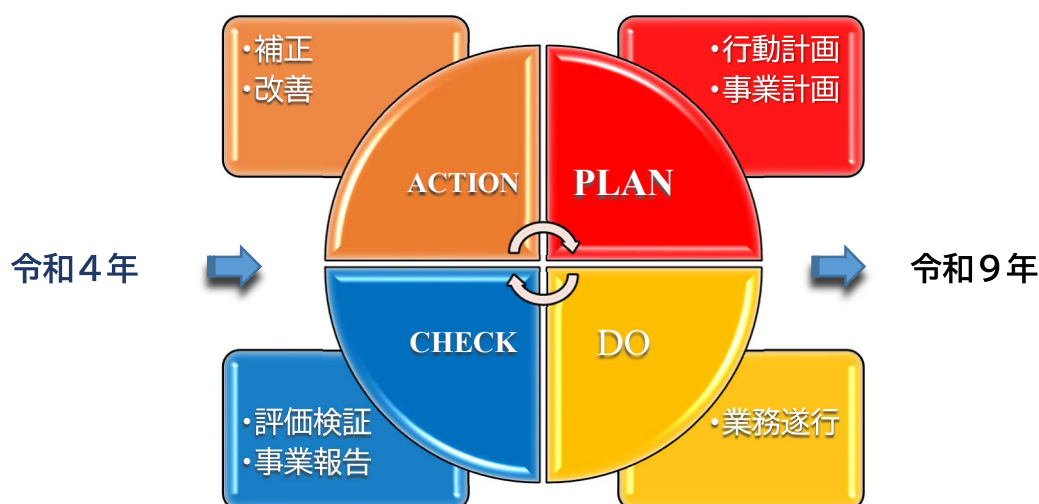 ・補正
・改善
・行動計画
・事業計画
ACTION
PLAN
令和４年
令和９年
CHECK
DO
・評価検証
・事業報告
・業務遂行